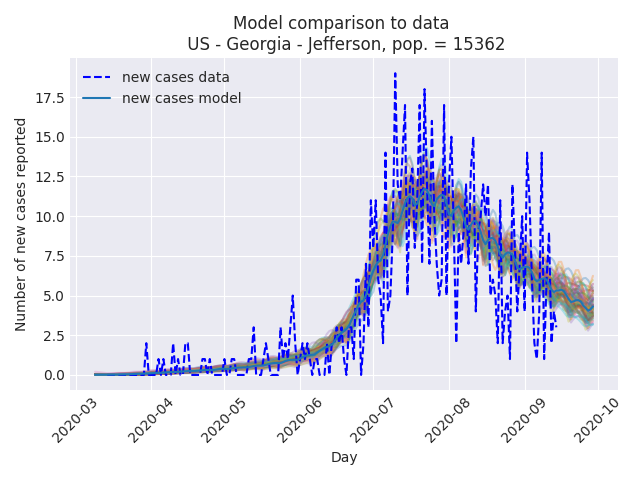 Model comparison to data
US - Georgia - Jefferson, pop. = 15362
new cases data
new cases model
Number of new cases reported
17.5
15.0
12.5
10.0
7.5
5.0
2.5
0.0
2020-03
2020-04
2020-05
2020-06
2020-07
2020-08
2020-09
2020-10
Day